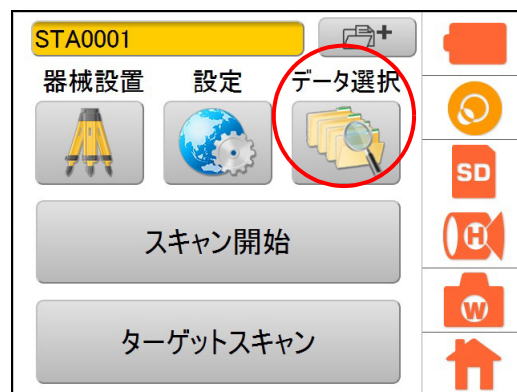 STA0001
器械設置 設定 データ選択
スキャン開始
ターゲットスキャン
SD
H
W